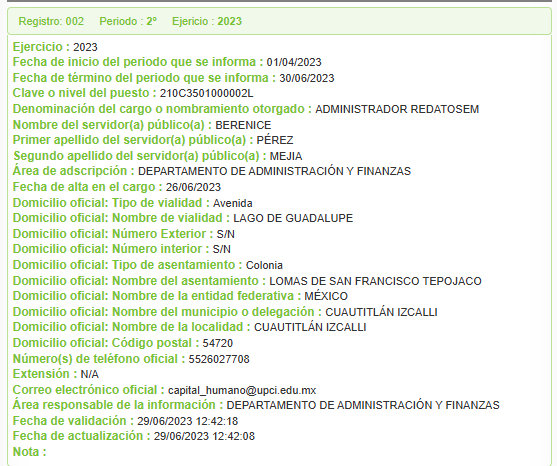 Registro: 002 Periodo : 2º Ejericio : 2023
Ejercicio : 2023
Fecha de inicio del periodo que se informa : 01/04/2023
Fecha de término del periodo que se informa : 30/06/2023
Clave o nivel del puesto : 210C3501000002L
Denominación del cargo o nombramiento otorgado : ADMINISTRADOR REDATOSEM
Nombre del servidor(a) público(a) : BERENICE
Primer apellido del servidor(a) público(a) : PÉREZ
Segundo apellido del servidor(a) público(a) : MEJIA
Área de adscripción : DEPARTAMENTO DE ADMINISTRACIÓN Y FINANZAS
Fecha de alta en el cargo : 26/06/2023
Domicilio oficial: Tipo de vialidad : Avenida
Domicilio oficial: Nombre de vialidad : LAGO DE GUADALUPE
Domicilio oficial: Número Exterior : S/N
Domicilio oficial: Número interior : S/N
Domicilio oficial: Tipo de asentamiento : Colonia
Domicilio oficial: Nombre del asentamiento : LOMAS DE SAN FRANCISCO TEPOJACO
Domicilio oficial: Nombre de la entidad federativa : MÉXICO
Domicilio oficial: Nombre del municipio o delegación : CUAUTITLÁN IZCALLI
Domicilio oficial: Nombre de la localidad : CUAUTITLÁN IZCALLI
Domicilio oficial: Código postal : 54720
Número(s) de teléfono oficial : 5526027708
Extensión : N/A
Correo electrónico oficial : capital_humano@upci.edu.mx
Área responsable de la información : DEPARTAMENTO DE ADMINISTRACIÓN Y FINANZAS
Fecha de validación : 29/06/2023 12:42:18
Fecha de actualización : 29/06/2023 12:42:08
Nota :